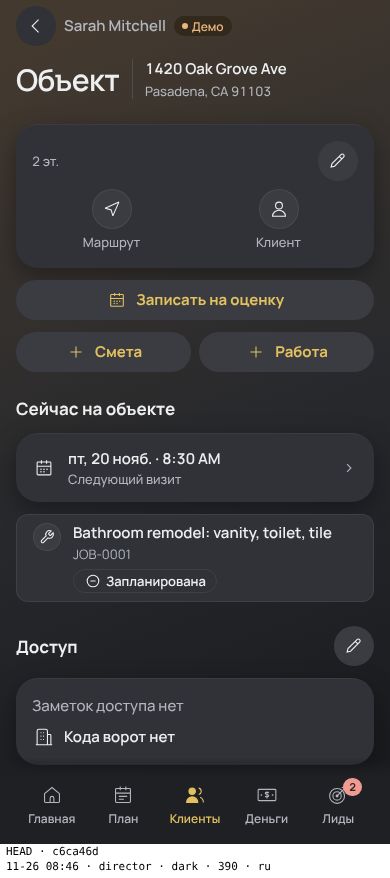 Sarah Mitchell
Демо
Объект
1420 Oak Grove Ave
Pasadena, CA 91103
2 эт.
Маршрут
Клиент
Записать на оценку
Смета
Работа
Сейчас на объекте
пт, 20 нояб. · 8:30 AM
Следующий визит
Bathroom remodel: vanity, toilet, tile
JOB-0001
Запланирована
Доступ
Заметок доступа нет
Кода ворот нет
2
Главная
План
Клиенты
Деньги
Лиды
HEAD · c6ca46d
11-26 08:46 · director · dark · 390 · ru